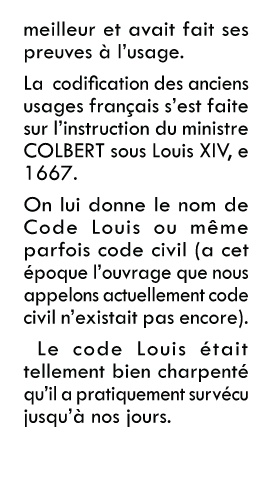 meilleur et avait fait ses
preuves à l'usage.
La codification des anciens
usages français s'est faite
sur l'instruction du ministre
COLBERT sous Louis XIV, e
1667.
On lui donne le nom de
Code Louis ou même
parfois code civil (a cet
époque l'ouvrage que nous
appelons actuellement code
civil n'existait pas encore).
Le code Louis était
tellement bien charpenté
qu'il a pratiquement survécu
jusqu'à nos jours.